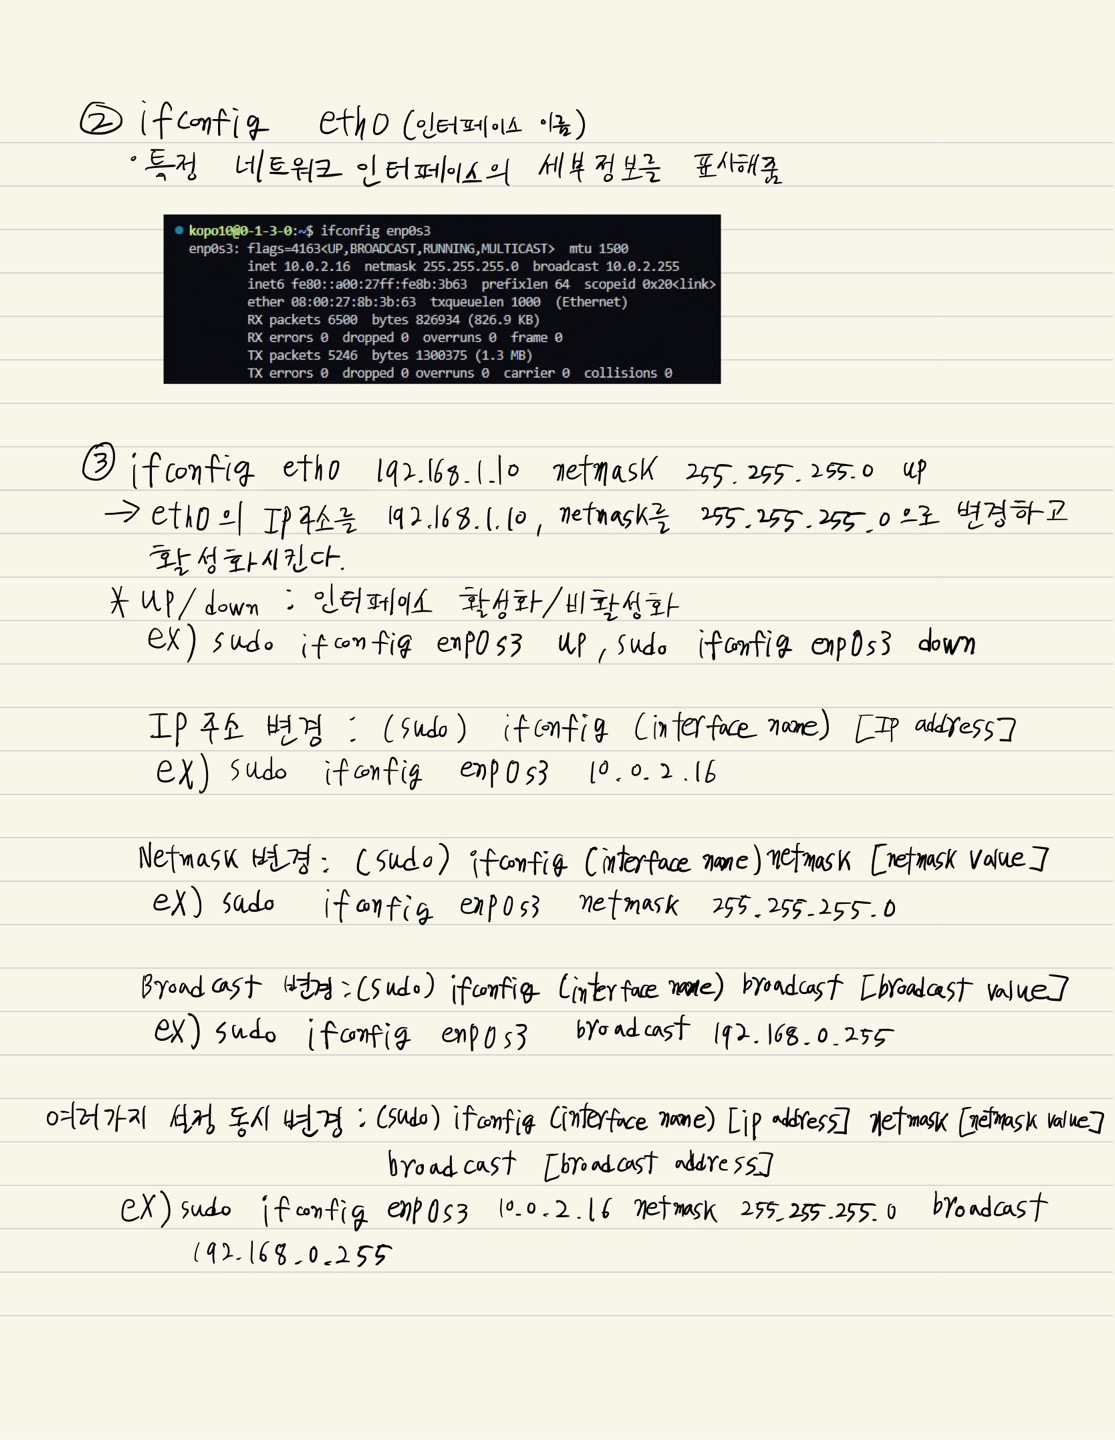 ② ifconfig eth0 (인터페이스 이름)
· 특정 네트워크 인터페이스의 세부정보를 표시해줌
kopo10@0-1-3-0:~$ ifconfig enp0s3
enp0s3: flags=4163<UP,BROADCAST,RUNNING,MULTICAST> mtu 1500
inet 10.0.2.16 netmask 255.255.255.0 broadcast 10.0.2.255
inet6 fe80::a00:27ff:fe8b:3b63 prefixlen 64 scopeid 0x20<link>
ether 08:00:27:8b:3b:63 txqueuelen 1000 (Ethernet)
RX packets 6500 bytes 826934 (826.9 KB)
RX errors 0 dropped 0 overruns 0 frame 0
TX packets 5246 bytes 1300375 (1.3 MB)
TX errors 0 dropped 0 overruns 0 carrier 0 collisions 0
③ ifconfig eth0 192.168.1.10 netmask 255.255.255.0 up
→ eth0의 IP주소를 192.168.1.10, netmask를 255.255.255.0으로 변경하고
활성화시킨다.
* up/down : 인터페이스 활성화/비활성화
ex) sudo ifconfig enp0s3 up, sudo ifconfig enp0s3 down
IP 주소 변경 : (sudo) ifconfig (interface name) [IP address]
ex) sudo ifconfig enp0s3 10.0.2.16
Netmask 변경 : (sudo) ifconfig (interface name) netmask [netmask value]
ex) sudo ifconfig enp0s3 netmask 255.255.255.0
Broadcast 변경 : (sudo) ifconfig (interface name) broadcast [broadcast value]
ex) sudo ifconfig enp0s3 broadcast 192.168.0.255
여러가지 설정 동시 변경 : (sudo) ifconfig (interface name) [ip address] netmask [netmask value]
broadcast [broadcast address]
ex) sudo ifconfig enp0s3 10.0.2.16 netmask 255.255.255.0 broadcast
192.168.0.255